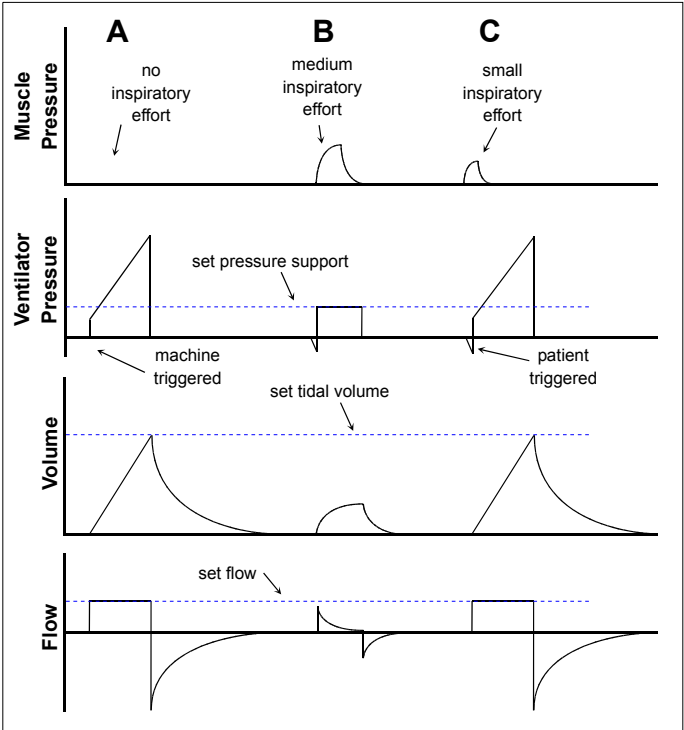 A
B
C
Muscle
Pressure
no
inspiratory
effort
medium
inspiratory
effort
small
inspiratory
effort
Ventilator
Pressure
set pressure support
machine
triggered
patient
triggered
Volume
set tidal volume
Flow
set flow